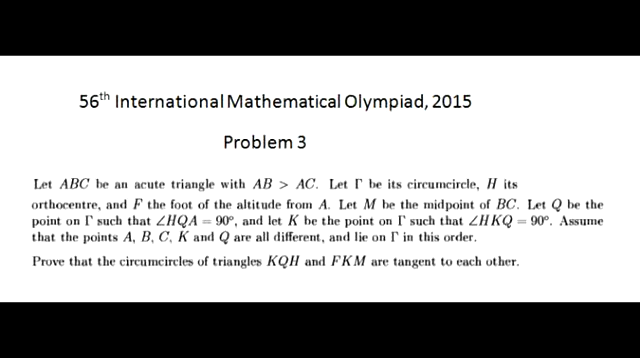 56th International Mathematical Olympiad, 2015
Problem 3
Let ABC be an acute triangle with AB > AC. Let Γ be its circumcircle, H its
orthocentre, and F the foot of the altitude from A. Let M be the midpoint of BC. Let Q be the
point on Γ such that ∠HQA = 90°, and let K be the point on Γ such that ∠HKQ = 90°. Assume
that the points A, B, C, K and Q are all different, and lie on Γ in this order.
Prove that the circumcircles of triangles KQH and FKM are tangent to each other.